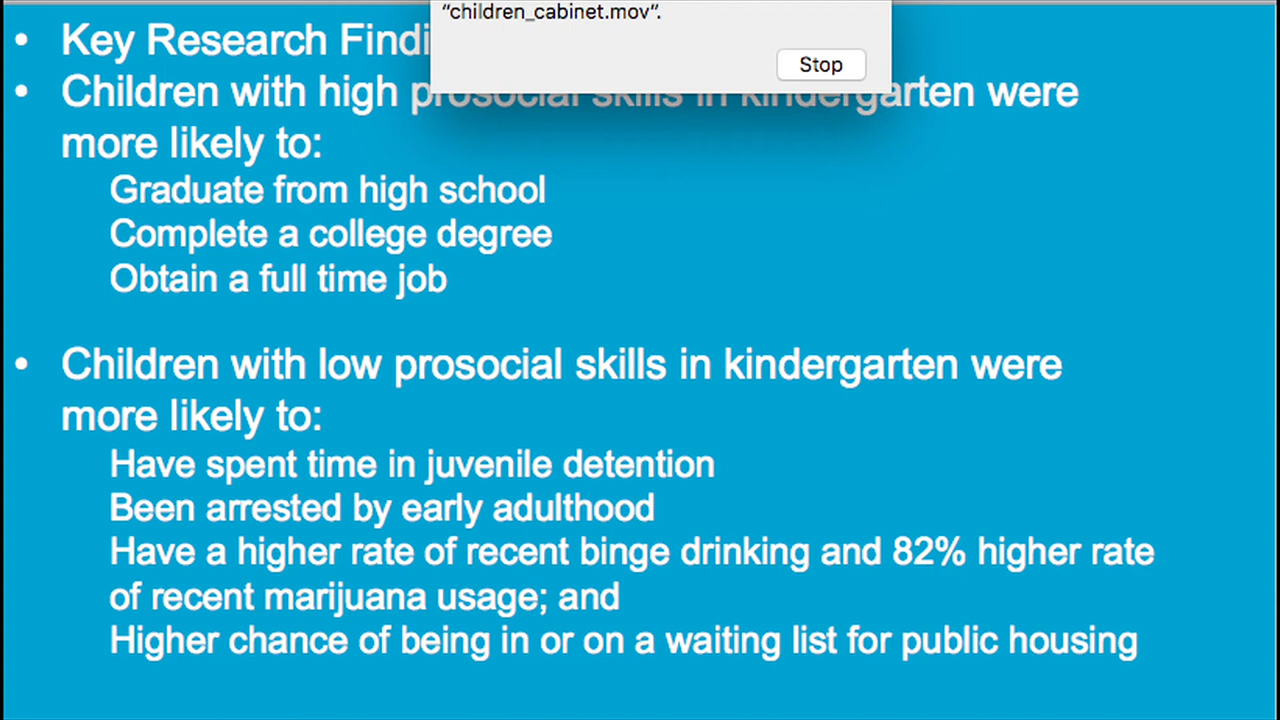 “children_cabinet.mov”.
Stop
• Key Research Findi
• Children with high prosocial skills in kindergarten were
more likely to:
Graduate from high school
Complete a college degree
Obtain a full time job
• Children with low prosocial skills in kindergarten were
more likely to:
Have spent time in juvenile detention
Been arrested by early adulthood
Have a higher rate of recent binge drinking and 82% higher rate
of recent marijuana usage; and
Higher chance of being in or on a waiting list for public housing